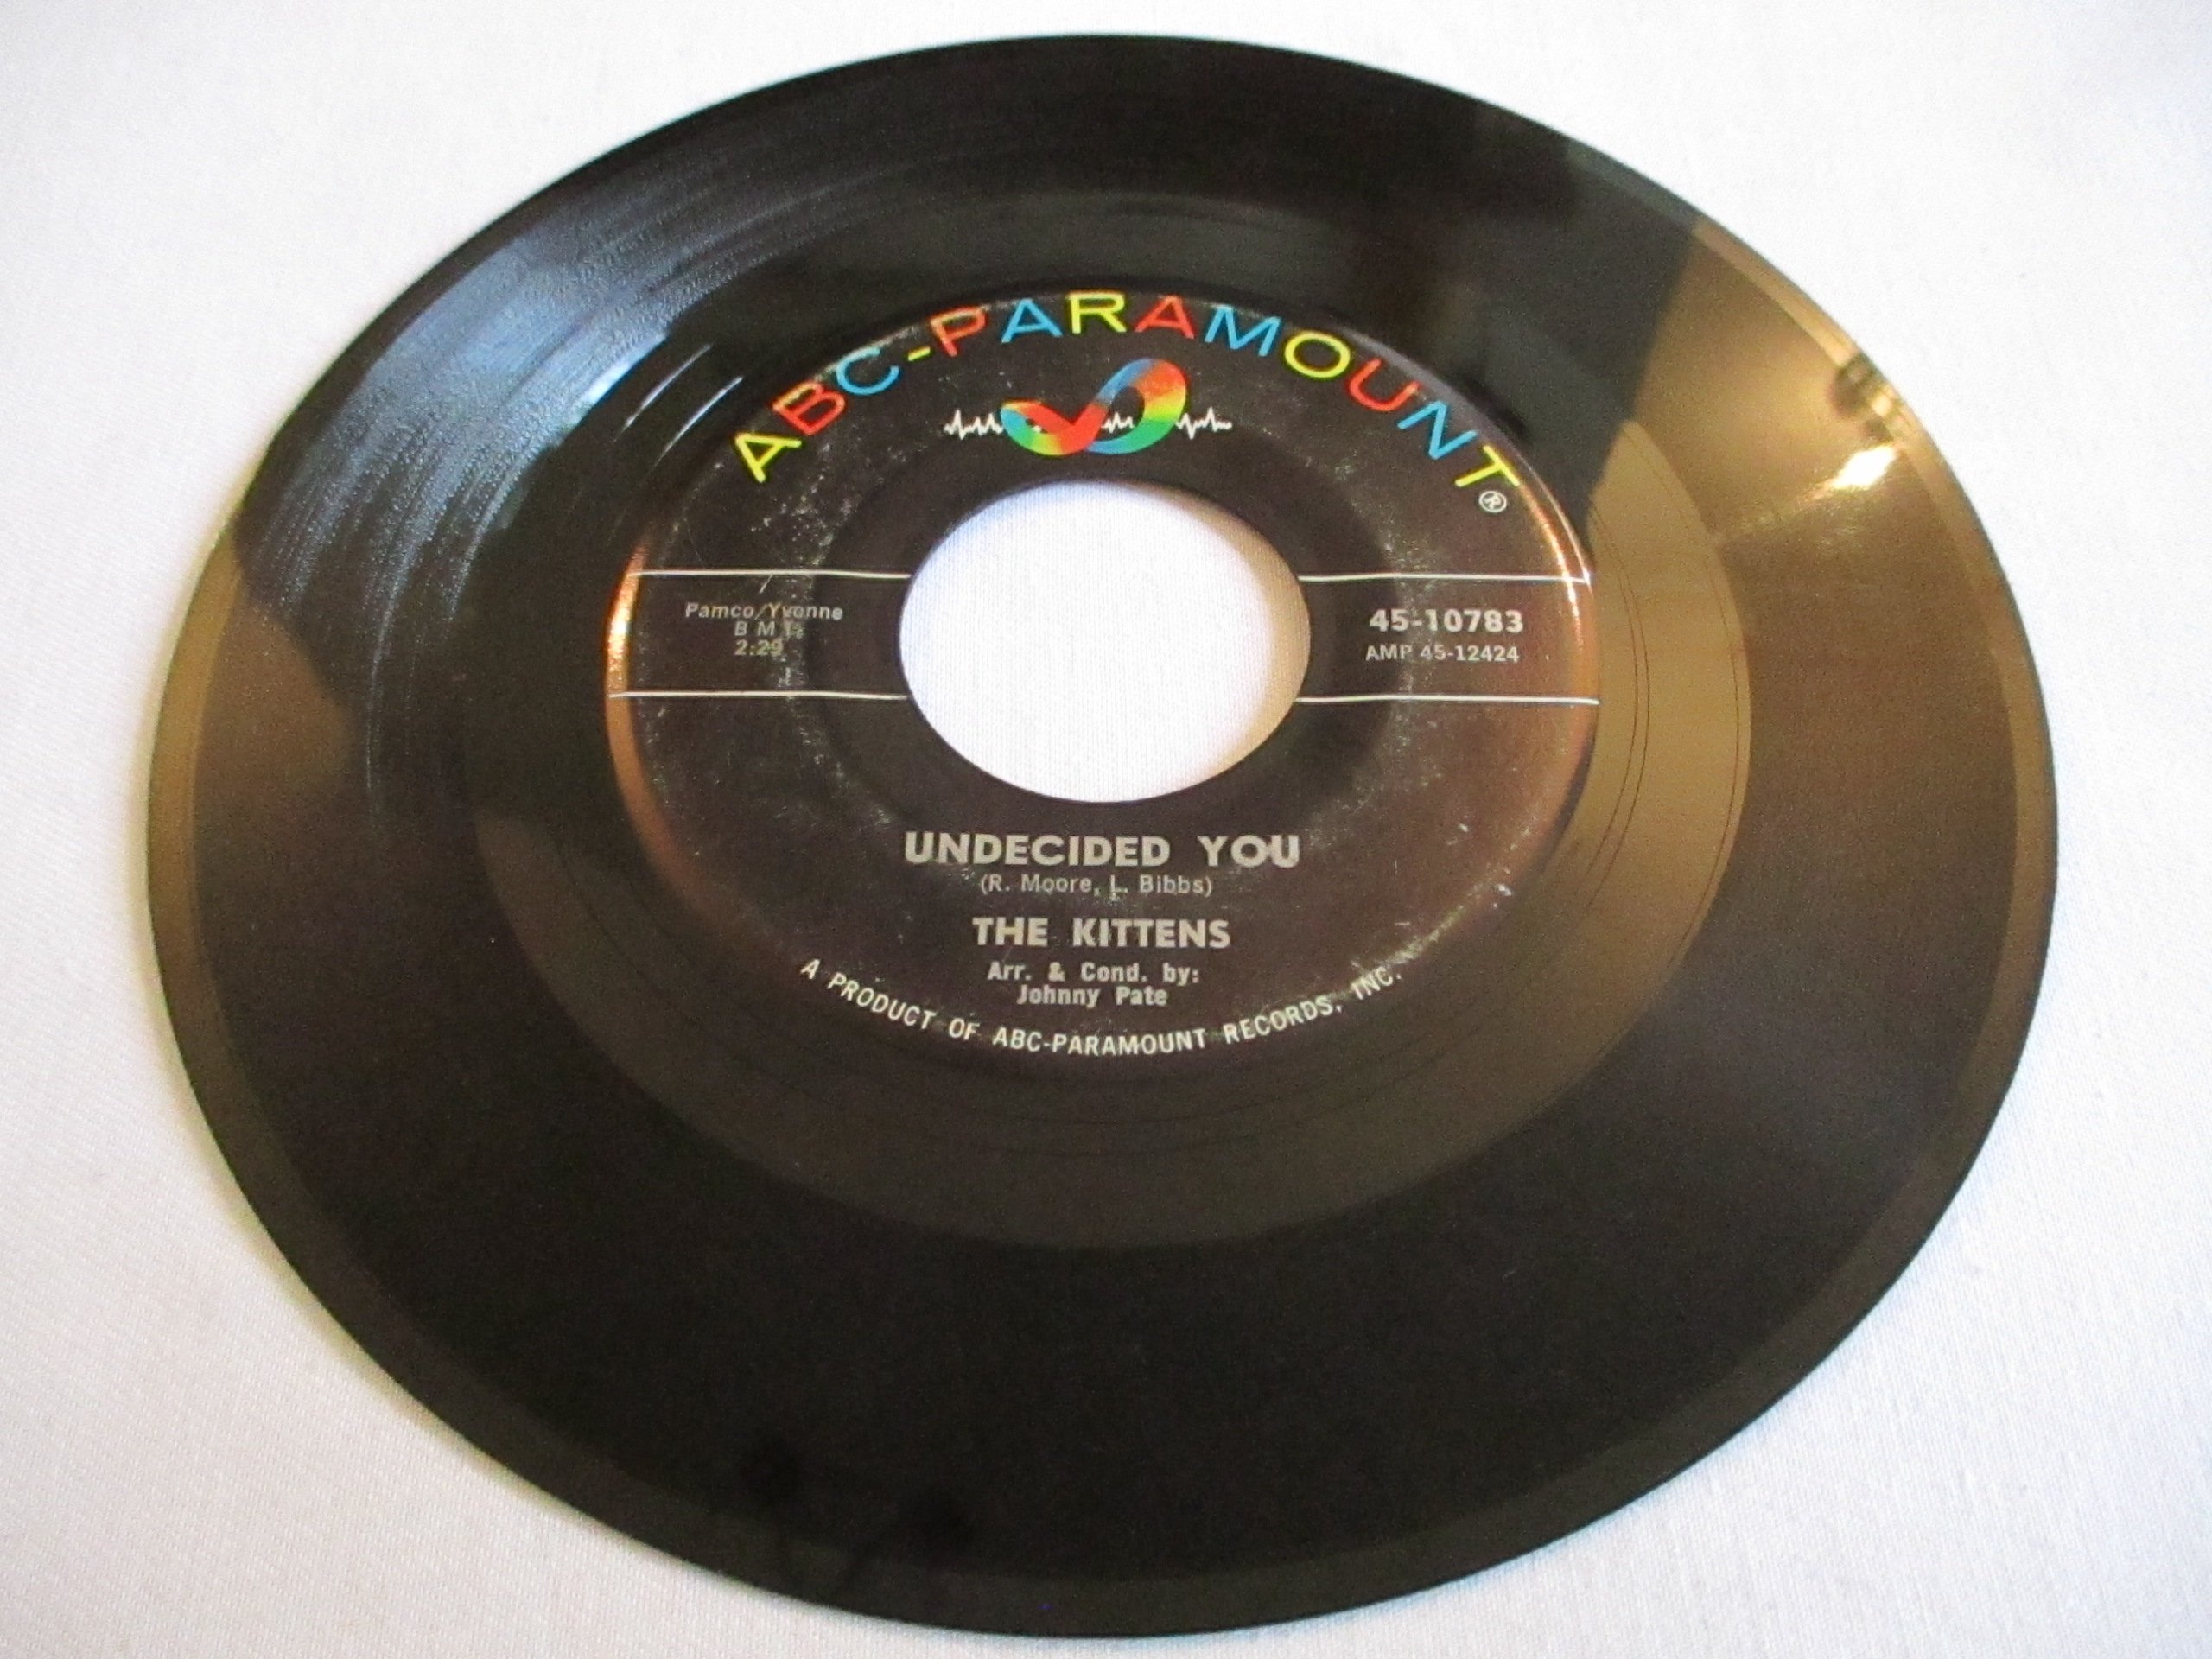 ABC-PARAMOUNT®
Pamco/Yvonne
B M I
2:29
45-10783
AMP 45-12424
UNDECIDED YOU
(R. Moore, L. Bibbs)
THE KITTENS
Arr. & Cond. by:
Johnny Pate
A PRODUCT OF ABC-PARAMOUNT RECORDS, INC.